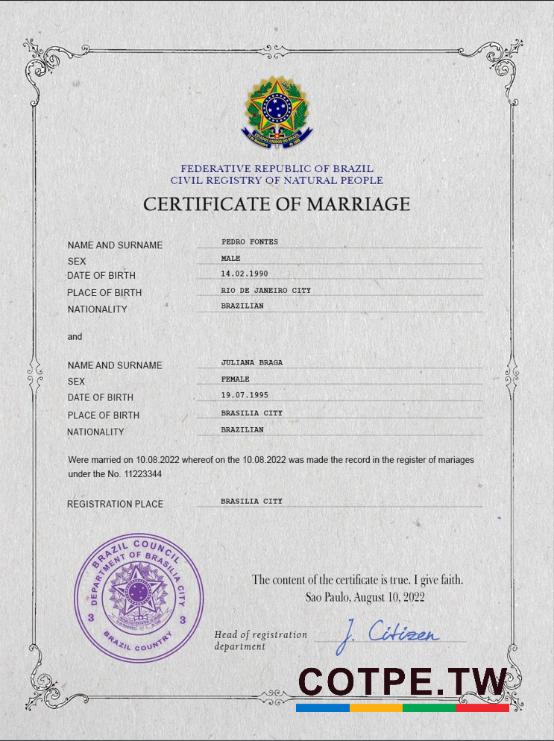 FEDERATIVE REPUBLIC OF BRAZIL
CIVIL REGISTRY OF NATURAL PEOPLE
CERTIFICATE OF MARRIAGE
NAME AND SURNAME PEDRO FONTES
SEX MALE
DATE OF BIRTH 14.02.1990
PLACE OF BIRTH RIO DE JANEIRO CITY
NATIONALITY BRAZILIAN
and
NAME AND SURNAME JULIANA BRAGA
SEX FEMALE
DATE OF BIRTH 19.07.1995
PLACE OF BIRTH BRASILIA CITY
NATIONALITY BRAZILIAN
Were married on 10.08.2022 whereof on the 10.08.2022 was made the record in the register of mariages
under the No. 11223344
REGISTRATION PLACE BRASILIA CITY
BRAZIL COUNCIL
DEPARTMENT OF BRASILIA CITY
3 3
BRAZIL COUNTRY
The content of the certificate is true. I give faith.
Sao Paulo, August 10, 2022
Head of registration
department
J. Citizen
COTPE.TW